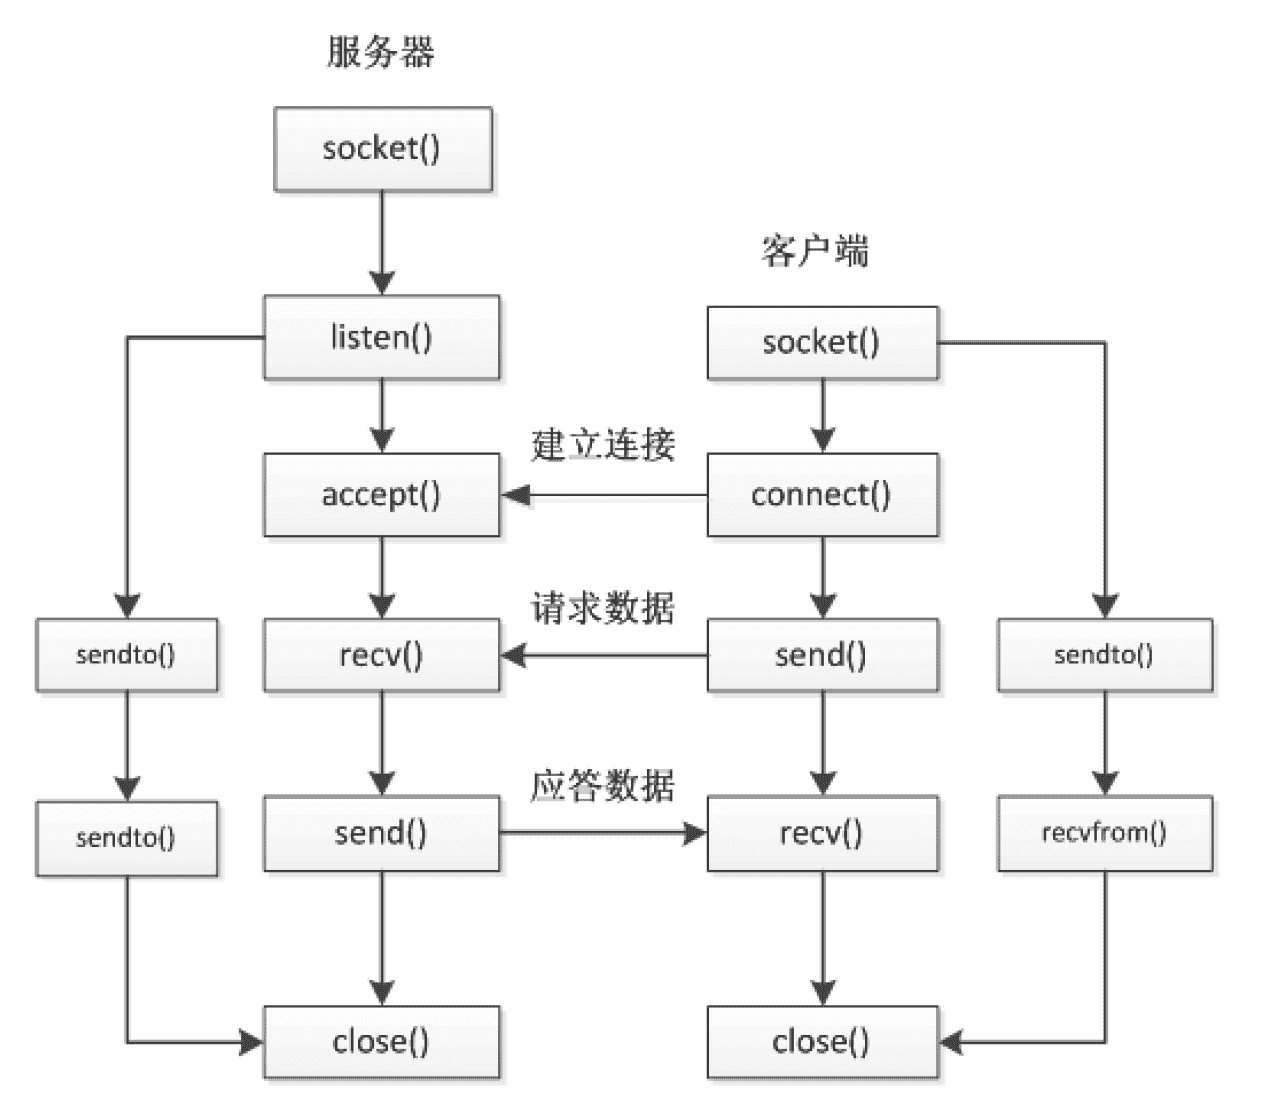 服务器
socket()
客户端
listen()
socket()
建立连接
accept()
connect()
请求数据
sendto()
recv()
send()
sendto()
应答数据
sendto()
send()
recv()
recvfrom()
close()
close()